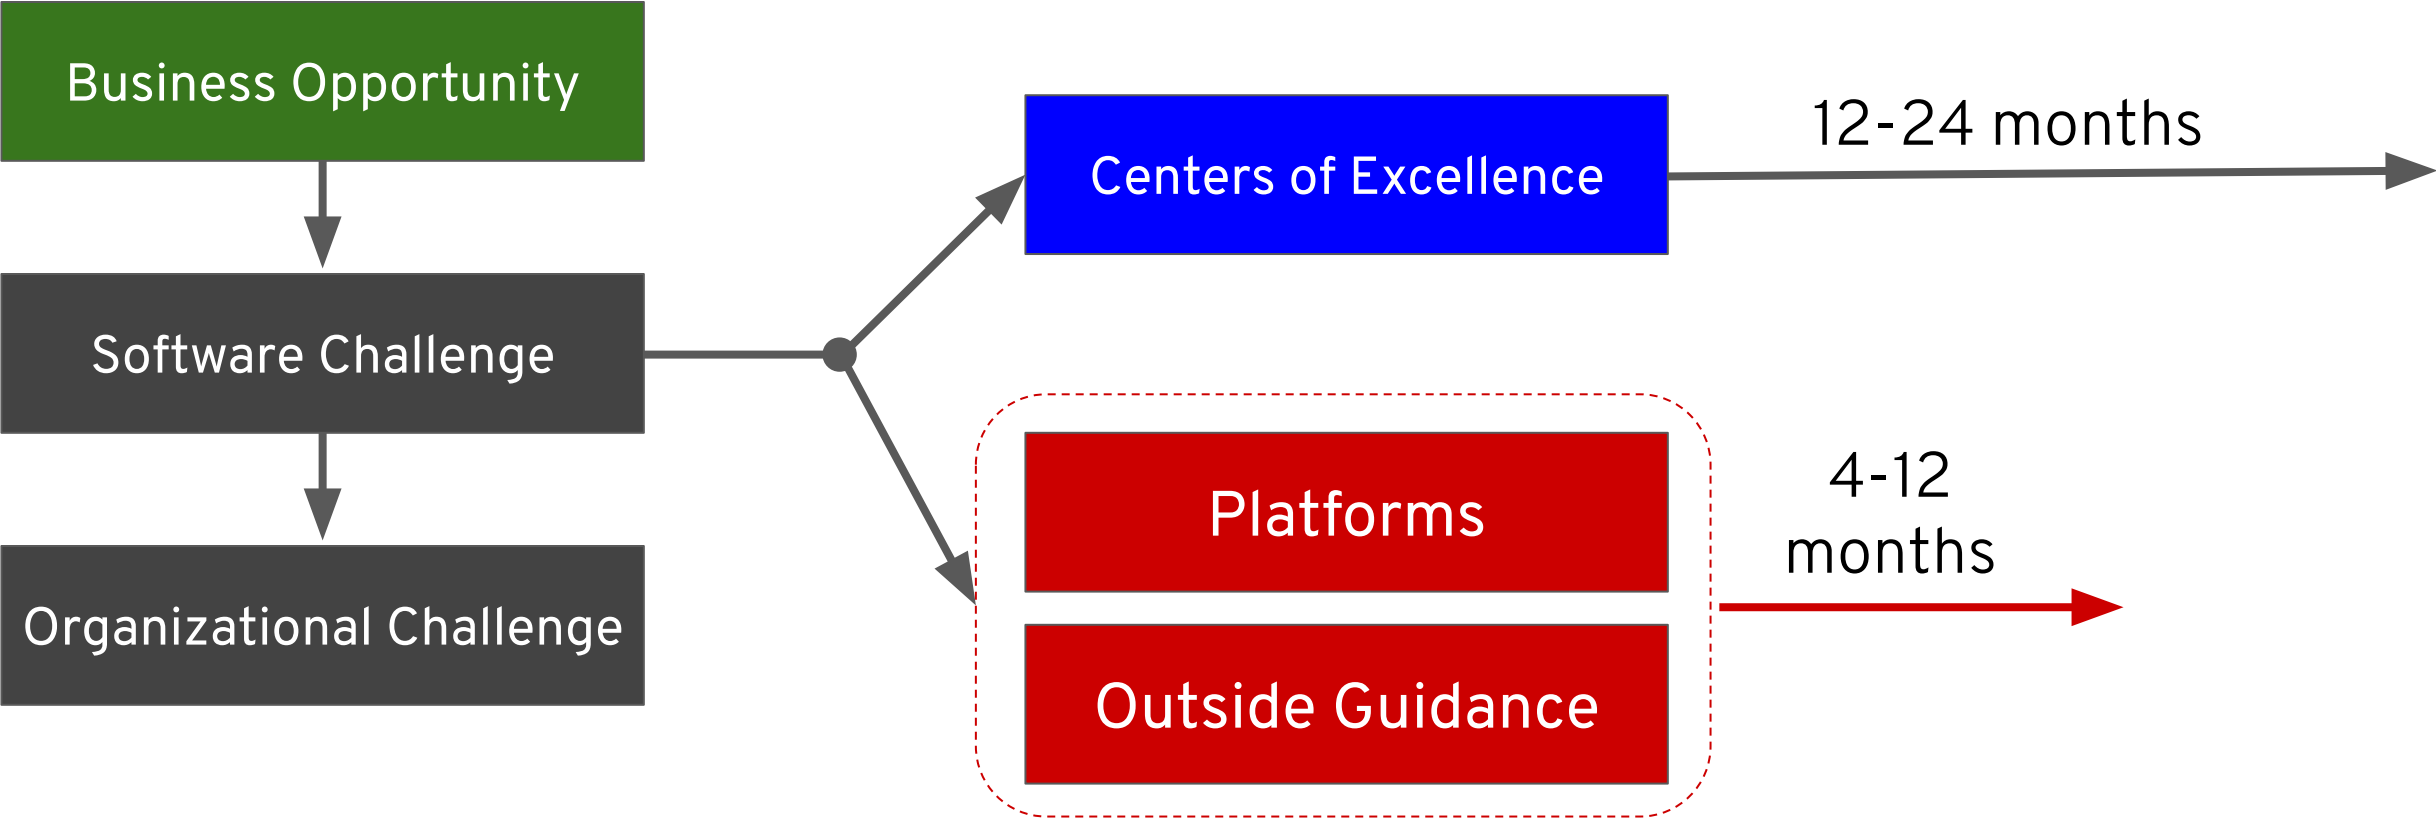 Business Opportunity
Software Challenge
Organizational Challenge
Centers of Excellence
12-24 months
Platforms
Outside Guidance
4-12
months